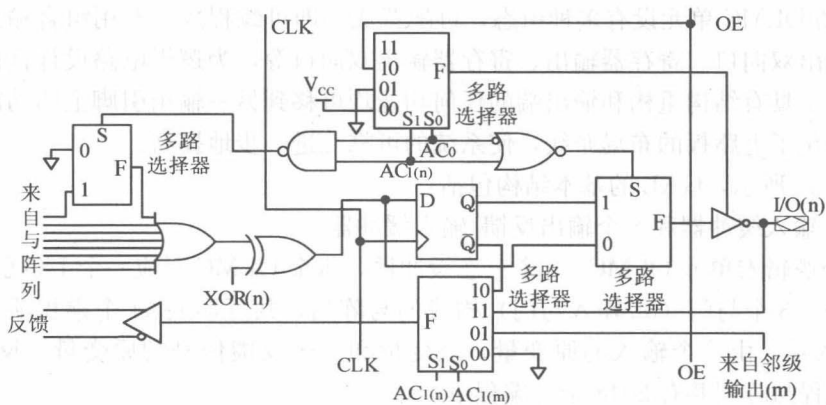 CLK
OE
11
10
01
00
F
Vcc
S1S0
多路
选择器
S
0
1
F
多路
选择器
AC0
AC1(n)
来自与阵列
XOR(n)
D
Q
Q̄
S
1
0
F
I/O(n)
多路
选择器
多路
选择器
反馈
F
10
11
01
00
S1S0
CLK
AC1(n)
AC1(m)
OE
来自邻级
输出(m)